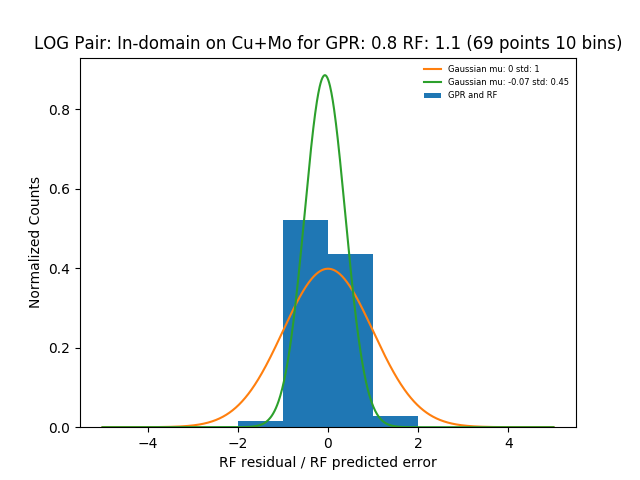 LOG Pair: In-domain on Cu+Mo for GPR: 0.8 RF: 1.1 (69 points 10 bins)
Gaussian mu: 0 std: 1
Gaussian mu: -0.07 std: 0.45
GPR and RF
Normalized Counts
0.8
0.6
0.4
0.2
0.0
−4 −2 0 2 4
RF residual / RF predicted error